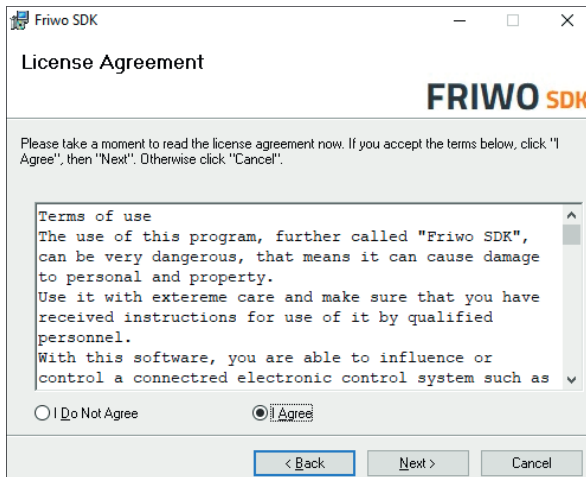 Friwo SDK
License Agreement
FRIWO SDK
Please take a moment to read the license agreement now. If you accept the terms below, click "I
Agree", then "Next". Otherwise click "Cancel".
Terms of use
The use of this program, further called "Friwo SDK",
can be very dangerous, that means it can cause damage
to personal and property.
Use it with extereme care and make sure that you have
received instructions for use of it by qualified
personnel.
With this software, you are able to influence or
control a connectred electronic control system such as
I Do Not Agree
I Agree
< Back
Next >
Cancel